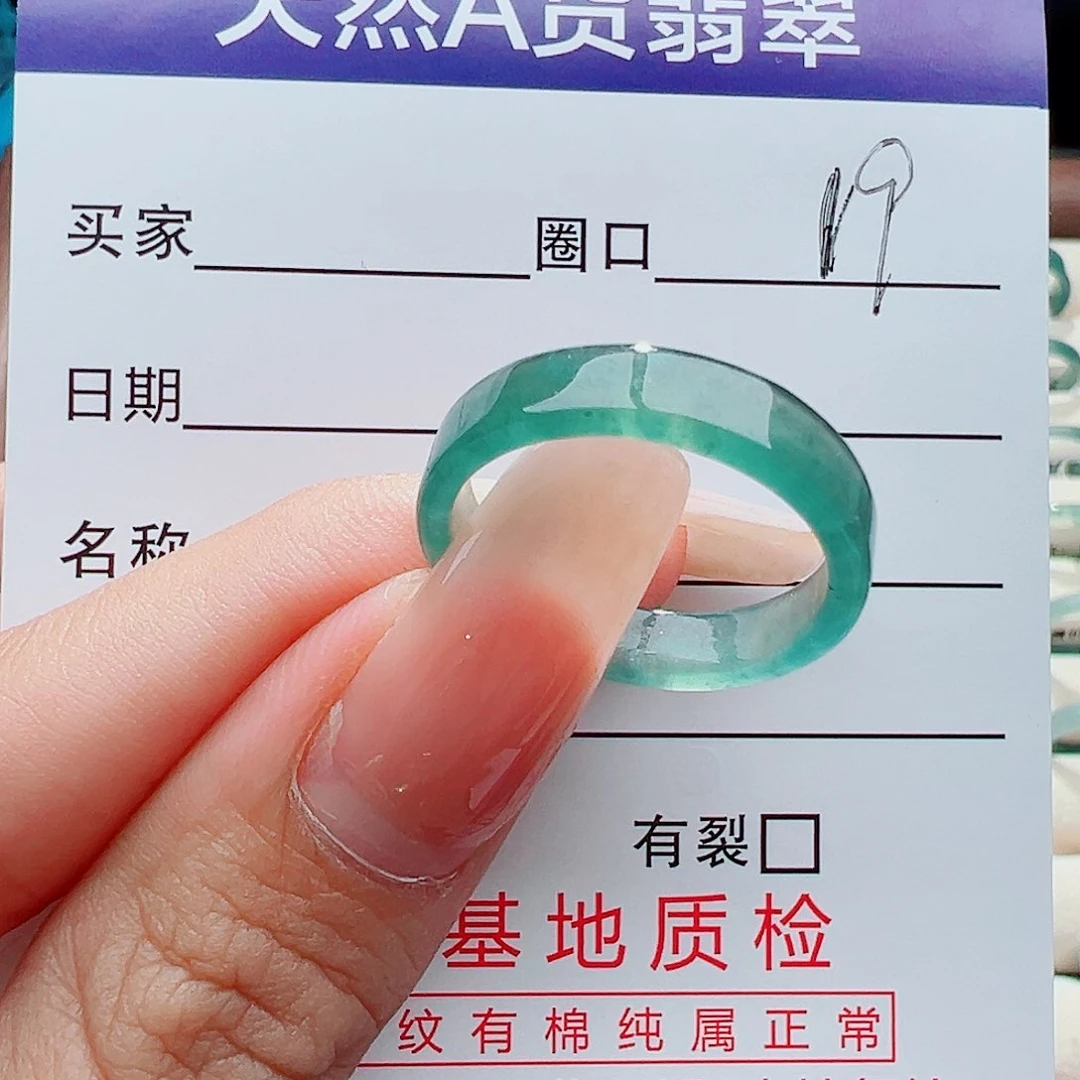 天然A货翡翠
买家 圈口 19
日期
名称
有裂□
基地质检
纹有棉纯属正常